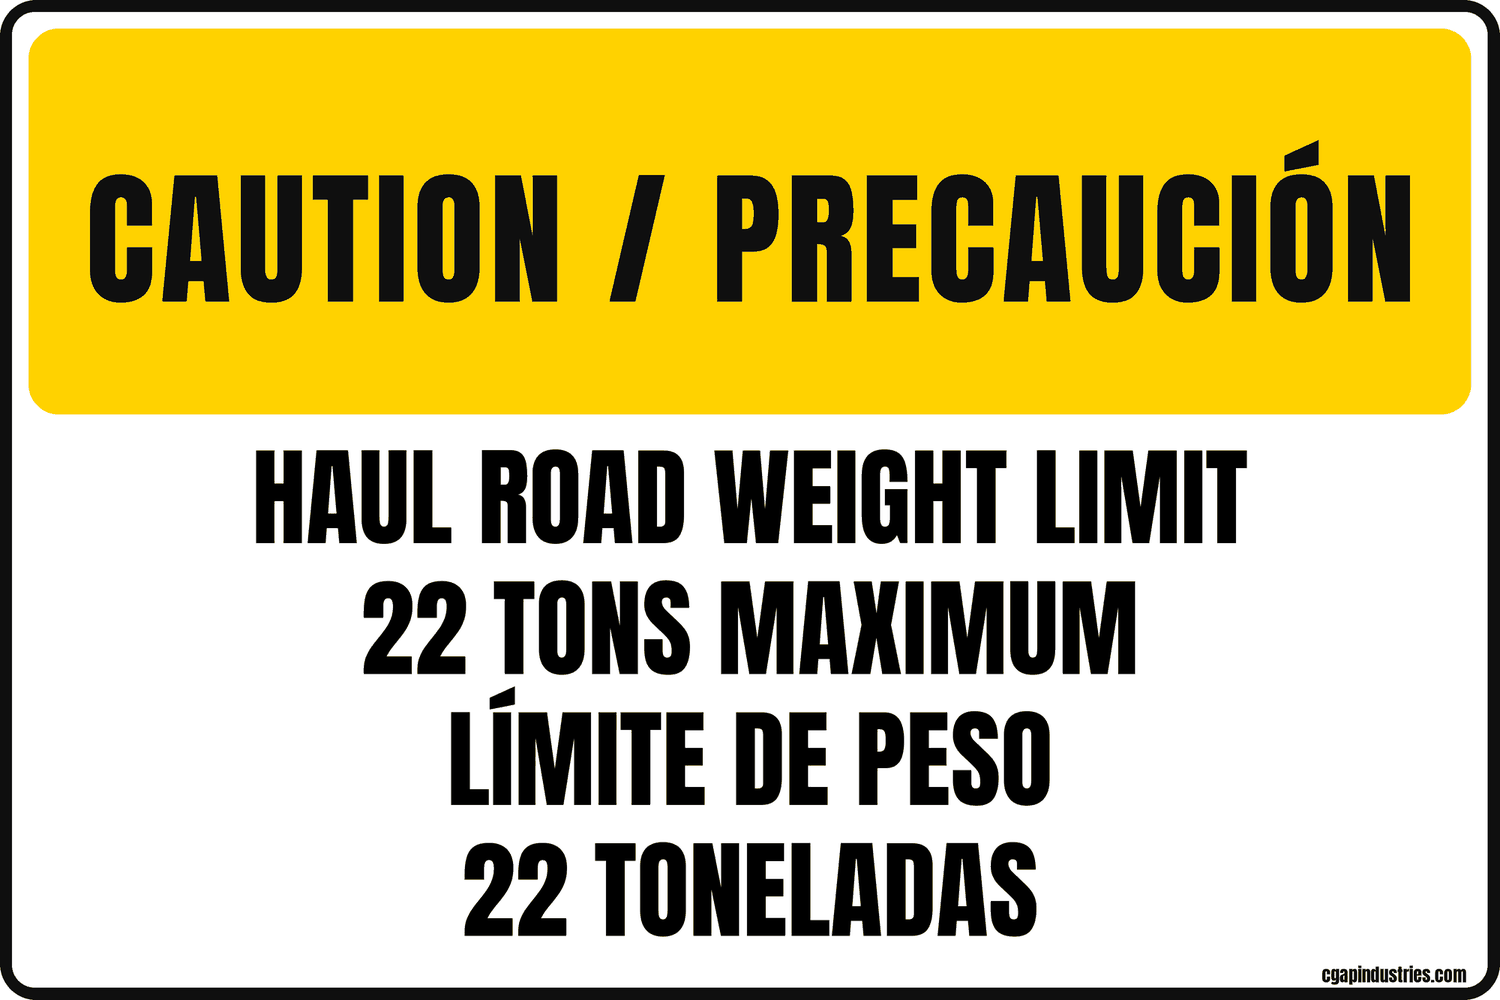 CAUTION / PRECAUCIÓN
HAUL ROAD WEIGHT LIMIT
22 TONS MAXIMUM
LÍMITE DE PESO
22 TONELADAS
cgapindustries.com